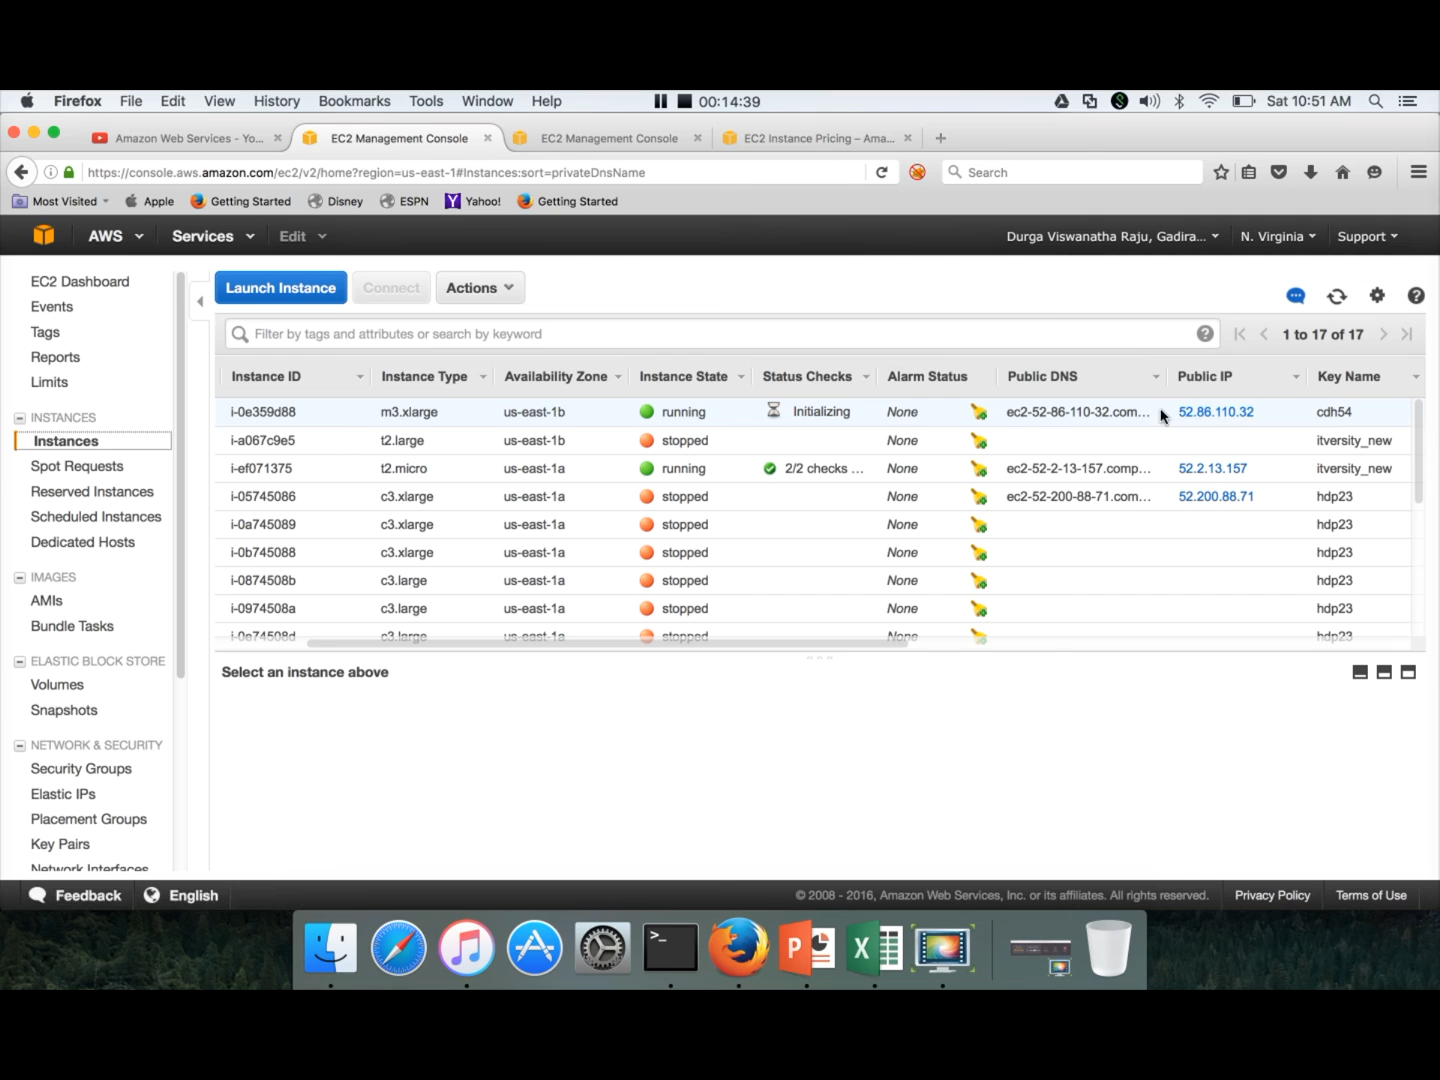 Firefox File Edit View History Bookmarks Tools Window Help 00:14:39 Sat 10:51 AM
Amazon Web Services - Yo... EC2 Management Console EC2 Management Console EC2 Instance Pricing – Ama...
https://console.aws.amazon.com/ec2/v2/home?region=us-east-1#Instances:sort=privateDnsName Search
Most Visited Apple Getting Started Disney ESPN Yahoo! Getting Started
AWS Services Edit Durga Viswanatha Raju, Gadira... N. Virginia Support
EC2 Dashboard
Events
Tags
Reports
Limits
INSTANCES
Instances
Spot Requests
Reserved Instances
Scheduled Instances
Dedicated Hosts
IMAGES
AMIs
Bundle Tasks
ELASTIC BLOCK STORE
Volumes
Snapshots
NETWORK & SECURITY
Security Groups
Elastic IPs
Placement Groups
Key Pairs
Network Interfaces
Launch Instance Connect Actions
Filter by tags and attributes or search by keyword 1 to 17 of 17
Instance ID Instance Type Availability Zone Instance State Status Checks Alarm Status Public DNS Public IP Key Name
i-0e359d88 m3.xlarge us-east-1b running Initializing None ec2-52-86-110-32.com... 52.86.110.32 cdh54
i-a067c9e5 t2.large us-east-1b stopped None itversity_new
i-ef071375 t2.micro us-east-1a running 2/2 checks ... None ec2-52-2-13-157.comp... 52.2.13.157 itversity_new
i-05745086 c3.xlarge us-east-1a stopped None ec2-52-200-88-71.com... 52.200.88.71 hdp23
i-0a745089 c3.xlarge us-east-1a stopped None hdp23
i-0b745088 c3.xlarge us-east-1a stopped None hdp23
i-0874508b c3.large us-east-1a stopped None hdp23
i-0974508a c3.large us-east-1a stopped None hdp23
i-0e74508d c3.large us-east-1a stopped None hdp23
Select an instance above
Feedback English © 2008 - 2016, Amazon Web Services, Inc. or its affiliates. All rights reserved. Privacy Policy Terms of Use